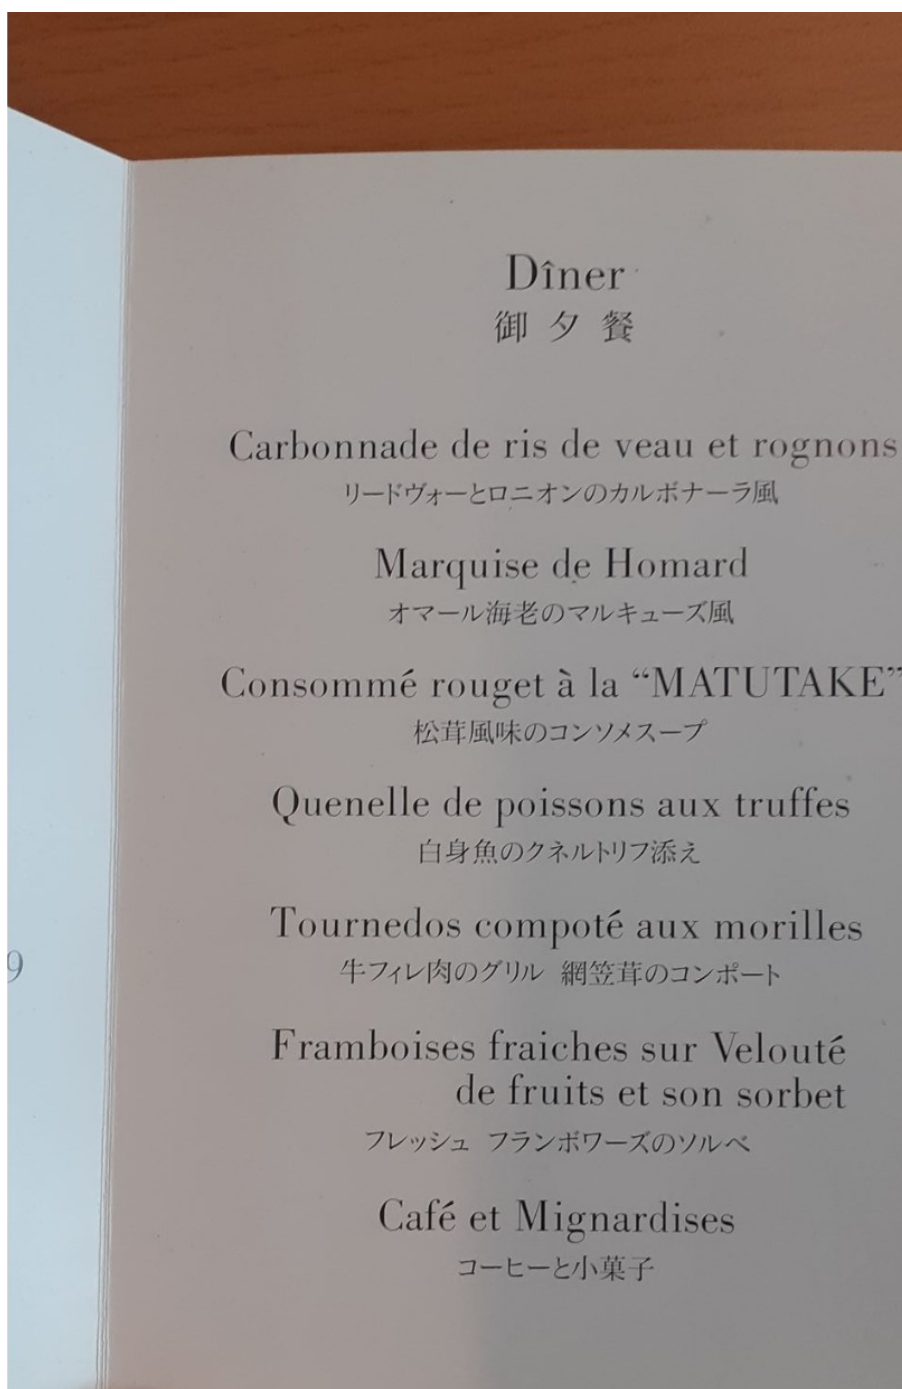 Dîner
御夕餐
Carbonnade de ris de veau et rognons
リードヴォーとロニオンのカルボナーラ風
Marquise de Homard
オマール海老のマルキューズ風
Consommé rouget à la “MATUTAKE”
松茸風味のコンソメスープ
Quenelle de poissons aux truffes
白身魚のクネルトリフ添え
Tournedos compoté aux morilles
牛フィレ肉のグリル 網笠茸のコンポート
Framboises fraiches sur Velouté
de fruits et son sorbet
フレッシュ フランボワーズのソルベ
Café et Mignardises
コーヒーと小菓子
9